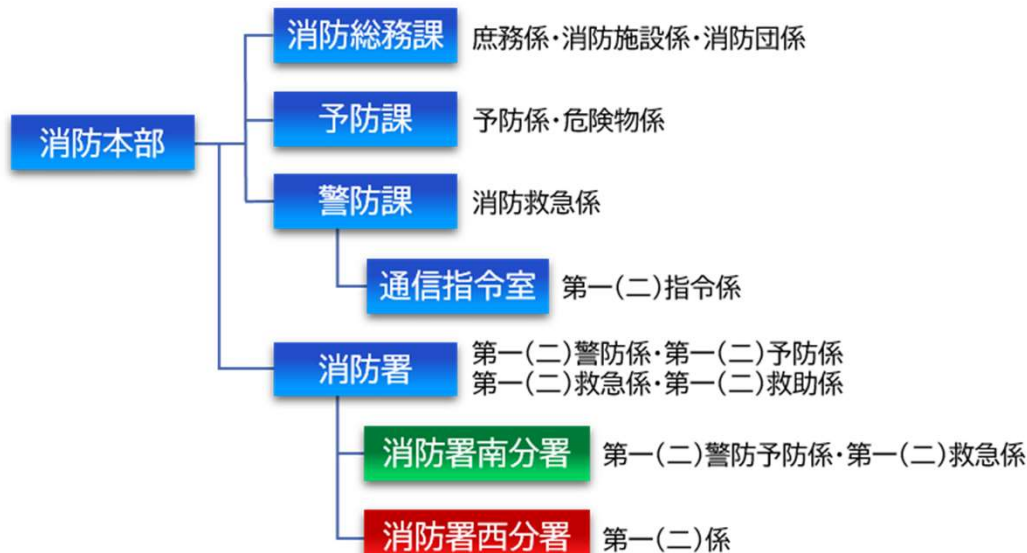 消防総務課 庶務係・消防施設係・消防団係
消防本部
予防課 予防係・危険物係
警防課 消防救急係
通信指令室 第一(二)指令係
消防署 第一(二)警防係・第一(二)予防係
第一(二)救急係・第一(二)救助係
消防署南分署 第一(二)警防予防係・第一(二)救急係
消防署西分署 第一(二)係